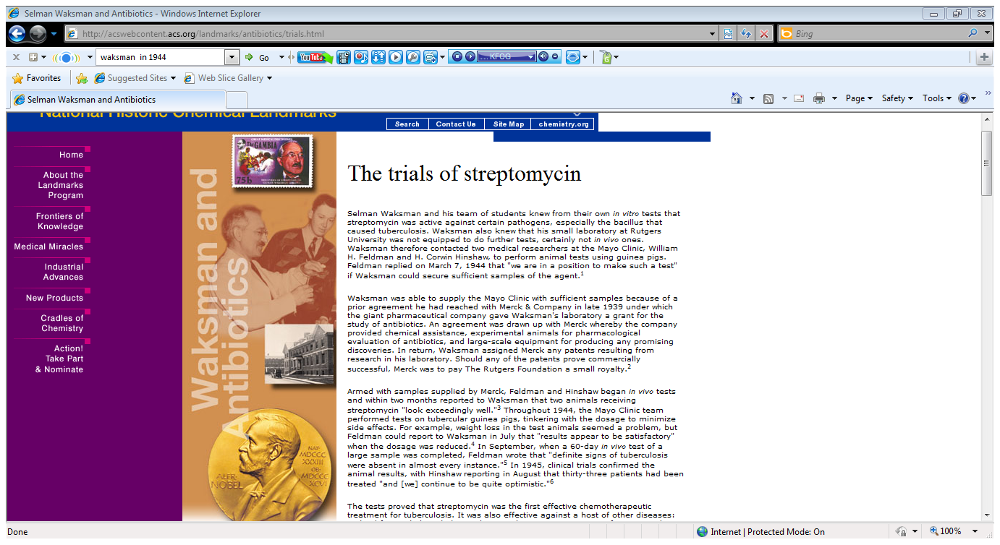 Selman Waksman and Antibiotics - Windows Internet Explorer
http://acswebcontent.acs.org/landmarks/antibiotics/trials.html
Bing
waksman in 1944
Go
YouTube
KFOG
Favorites
Suggested Sites
Web Slice Gallery
Selman Waksman and Antibiotics
Page
Safety
Tools
National Historic Chemical Landmarks
Search
Contact Us
Site Map
chemistry.org
Home
About the
Landmarks
Program
Frontiers of
Knowledge
Medical Miracles
Industrial
Advances
New Products
Cradles of
Chemistry
Action!
Take Part
& Nominate
GREAT MEDICAL DISCOVERIES
The GAMBIA
75b
Waksman and
Antibiotics
ALFR.
NOBEL
NAT.
MDCCC
XXXIII
OB.
MDCCC
XCVI
The trials of streptomycin
Selman Waksman and his team of students knew from their own in vitro tests that
streptomycin was active against certain pathogens, especially the bacillus that
caused tuberculosis. Waksman also knew that his small laboratory at Rutgers
University was not equipped to do further tests, certainly not in vivo ones.
Waksman therefore contacted two medical researchers at the Mayo Clinic, William
H. Feldman and H. Corwin Hinshaw, to perform animal tests using guinea pigs.
Feldman replied on March 7, 1944 that "we are in a position to make such a test"
if Waksman could secure sufficient samples of the agent.1
Waksman was able to supply the Mayo Clinic with sufficient samples because of a
prior agreement he had reached with Merck & Company in late 1939 under which
the giant pharmaceutical company gave Waksman's laboratory a grant for the
study of antibiotics. An agreement was drawn up with Merck whereby the company
provided chemical assistance, experimental animals for pharmacological
evaluation of antibiotics, and large-scale equipment for producing any promising
discoveries. In return, Waksman assigned Merck any patents resulting from
research in his laboratory. Should any of the patents prove commercially
successful, Merck was to pay The Rutgers Foundation a small royalty.2
Armed with samples supplied by Merck, Feldman and Hinshaw began in vivo tests
and within two months reported to Waksman that two animals receiving
streptomycin "look exceedingly well."3 Throughout 1944, the Mayo Clinic team
performed tests on tubercular guinea pigs, tinkering with the dosage to minimize
side effects. For example, weight loss in the test animals seemed a problem, but
Feldman could report to Waksman in July that "results appear to be satisfactory"
when the dosage was reduced.4 In September, when a 60-day in vivo test of a
large sample was completed, Feldman wrote that "definite signs of tuberculosis
were absent in almost every instance."5 In 1945, clinical trials confirmed the
animal results, with Hinshaw reporting in August that thirty-three patients had been
treated "and [we] continue to be quite optimistic."6
The tests proved that streptomycin was the first effective chemotherapeutic
treatment for tuberculosis. It was also effective against a host of other diseases:
Done
Internet | Protected Mode: On
100%